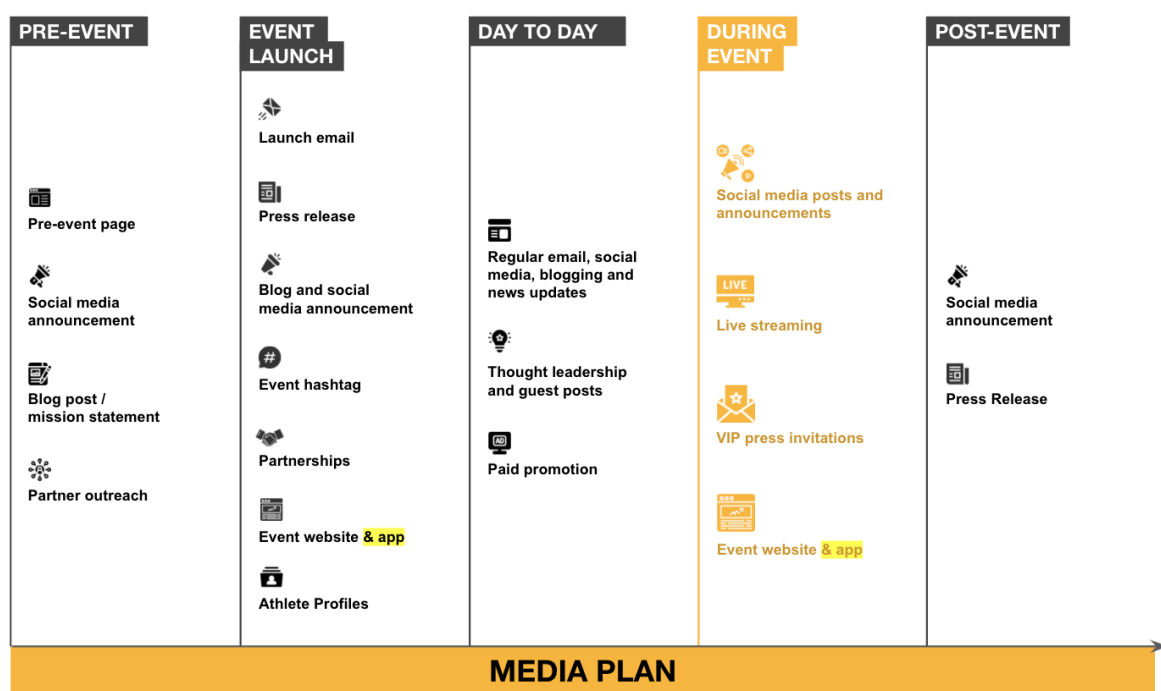 PRE-EVENT
Pre-event page
Social media
announcement
Blog post /
mission statement
Partner outreach
EVENT
LAUNCH
Launch email
Press release
Blog and social
media announcement
#
Event hashtag
Partnerships
Event website & app
Athlete Profiles
DAY TO DAY
Regular email, social
media, blogging and
news updates
Thought leadership
and guest posts
AD
Paid promotion
DURING
EVENT
Social media posts and
announcements
LIVE
Live streaming
VIP press invitations
Event website & app
POST-EVENT
Social media
announcement
Press Release
MEDIA PLAN